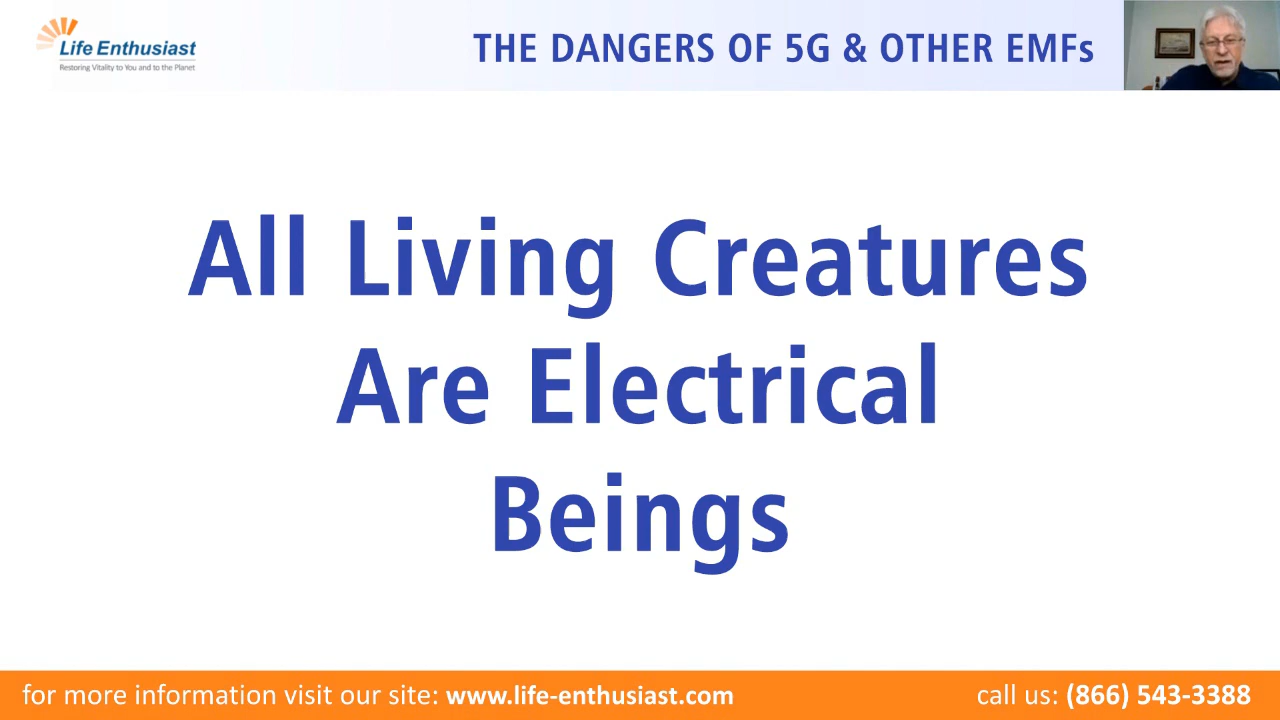 Life Enthusiast
Restoring Vitality to You and to the Planet
THE DANGERS OF 5G & OTHER EMFs
All Living Creatures
Are Electrical
Beings
for more information visit our site: www.life-enthusiast.com
call us: (866) 543-3388